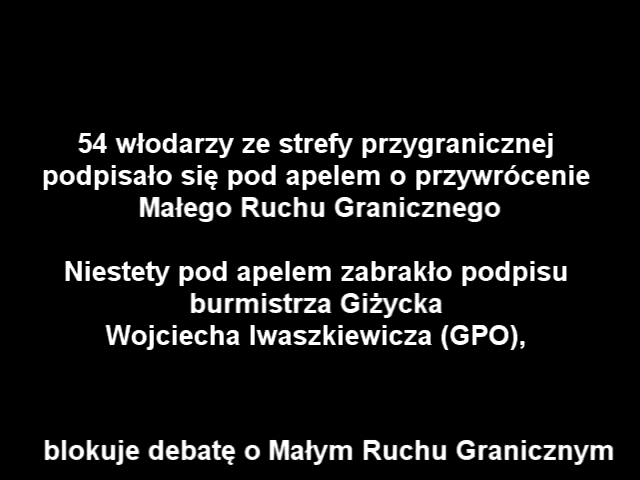 54 włodarzy ze strefy przygranicznej
podpisało się pod apelem o przywrócenie
Małego Ruchu Granicznego
Niestety pod apelem zabrakło podpisu
burmistrza Giżycka
Wojciecha Iwaszkiewicza (GPO),
blokuje debatę o Małym Ruchu Granicznym